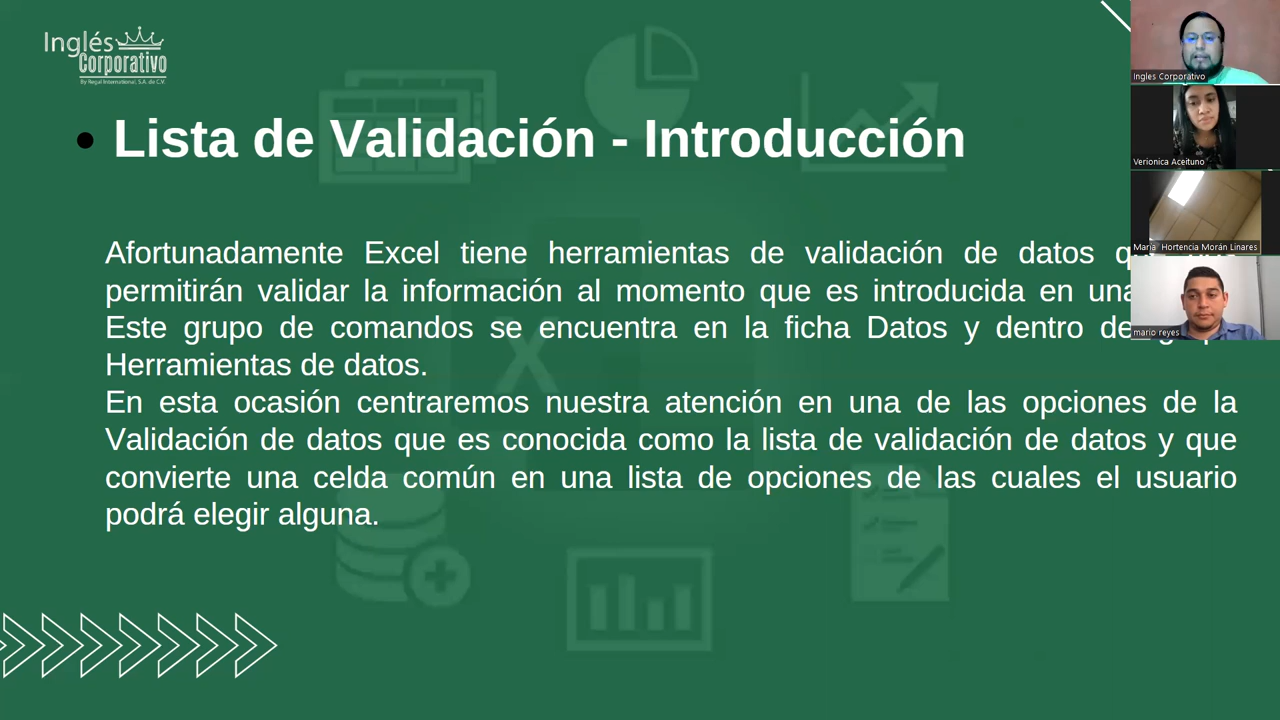 Inglés
Corporativo
By Regal International, S.A. de C.V.
• Lista de Validación - Introducción
Afortunadamente Excel tiene herramientas de validación de datos
permitirán validar la información al momento que es introducida en una
Este grupo de comandos se encuentra en la ficha Datos y dentro
Herramientas de datos.
En esta ocasión centraremos nuestra atención en una de las opciones de la
Validación de datos que es conocida como la lista de validación de datos y que
convierte una celda común en una lista de opciones de las cuales el usuario
podrá elegir alguna.
Ingles Corporativo
Verionica Aceituno
Maria Hortencia Morán Linares
mario reyes